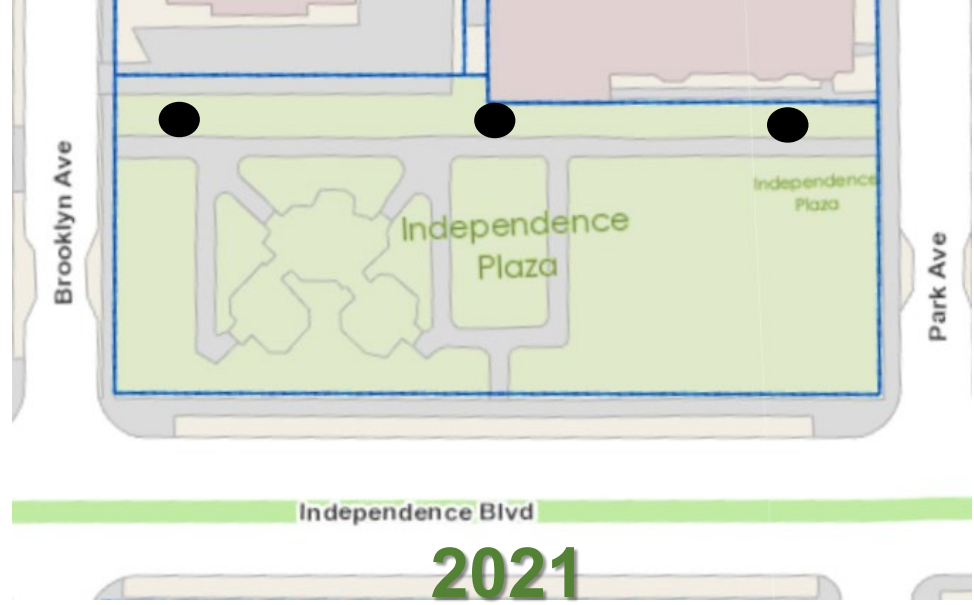 Brooklyn Ave
Independence
Plaza
Independence
Plaza
Park Ave
Independence Blvd
2021